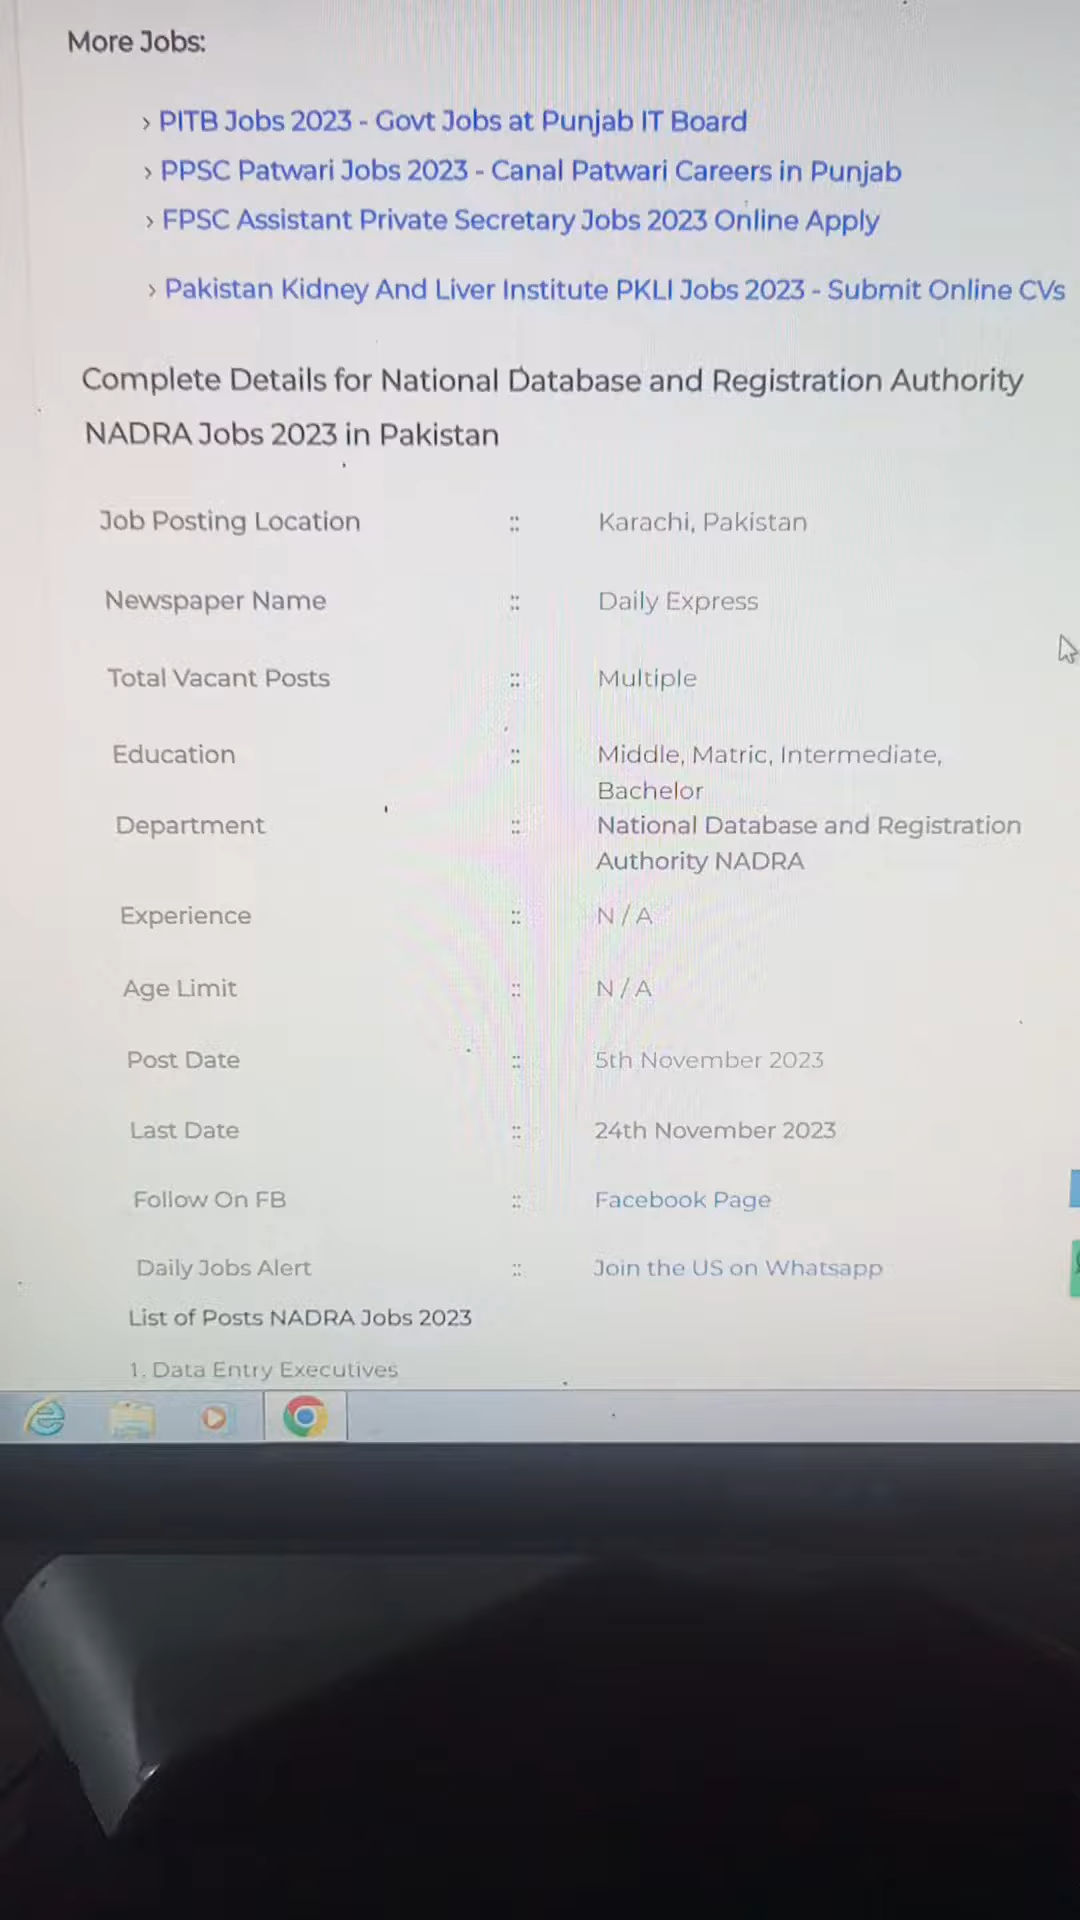 More Jobs:
› PITB Jobs 2023 - Govt Jobs at Punjab IT Board
› PPSC Patwari Jobs 2023 - Canal Patwari Careers in Punjab
› FPSC Assistant Private Secretary Jobs 2023 Online Apply
› Pakistan Kidney And Liver Institute PKLI Jobs 2023 - Submit Online CVs
Complete Details for National Database and Registration Authority
NADRA Jobs 2023 in Pakistan
Job Posting Location :: Karachi, Pakistan
Newspaper Name :: Daily Express
Total Vacant Posts :: Multiple
Education :: Middle, Matric, Intermediate,
Bachelor
Department :: National Database and Registration
Authority NADRA
Experience :: N / A
Age Limit :: N / A
Post Date :: 5th November 2023
Last Date :: 24th November 2023
Follow On FB :: Facebook Page
Daily Jobs Alert :: Join the US on Whatsapp
List of Posts NADRA Jobs 2023
1. Data Entry Executives